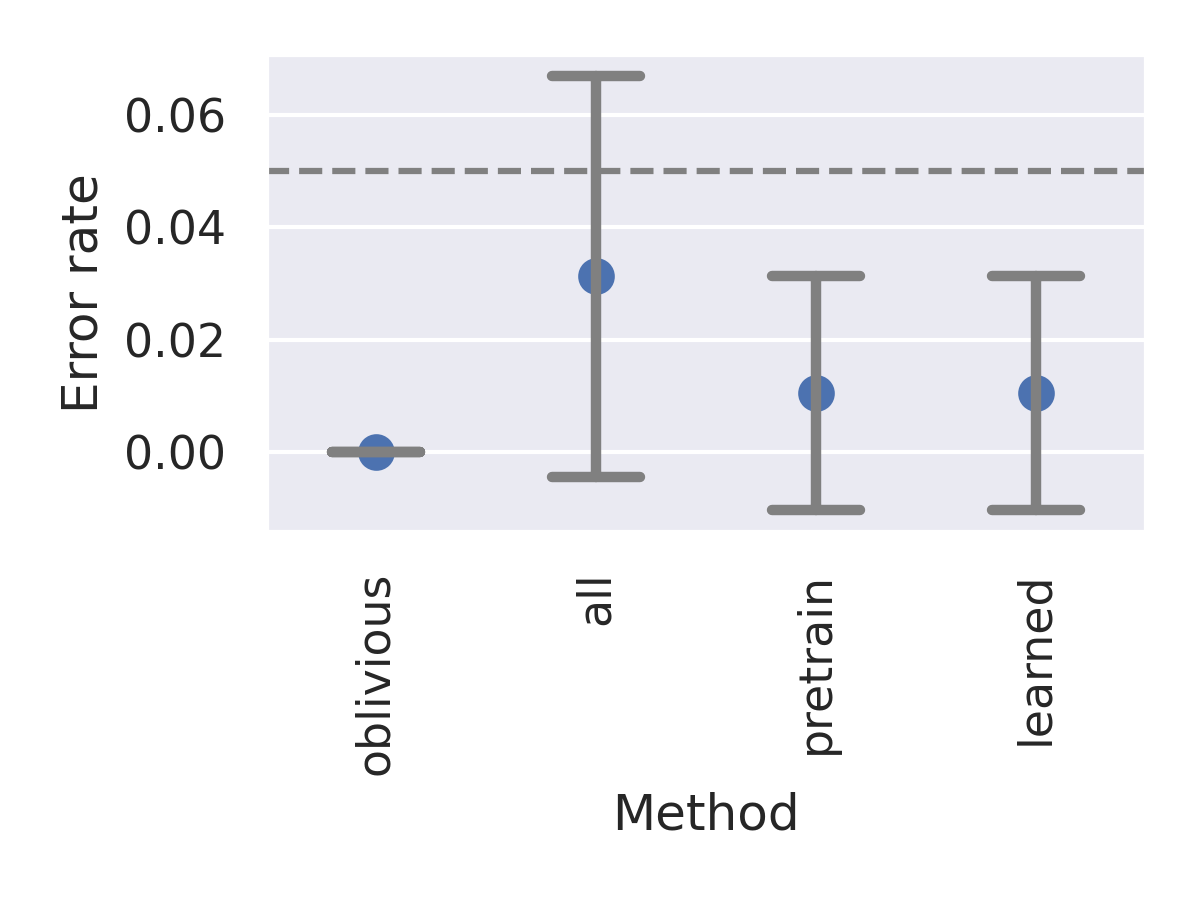 Error rate
0.06
0.04
0.02
0.00
oblivious
all
pretrain
learned
Method